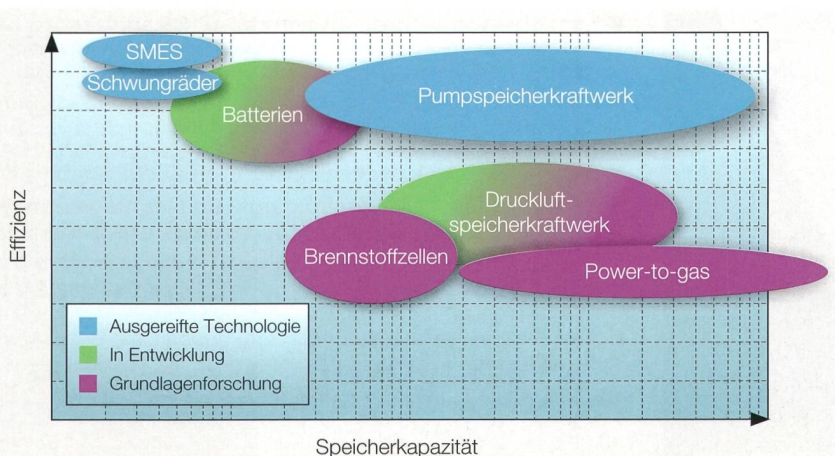 SMES
Schwungräder
Batterien
Pumpspeicherkraftwerk
Druckluft-
speicherkraftwerk
Brennstoffzellen
Power-to-gas
Effizienz
Ausgereifte Technologie
In Entwicklung
Grundlagenforschung
Speicherkapazität